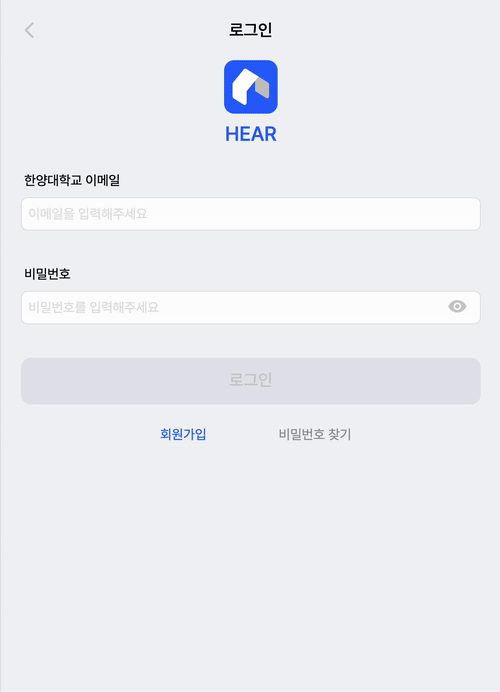 로그인
HEAR
한양대학교 이메일
이메일을 입력해주세요
비밀번호
비밀번호를 입력해주세요
로그인
회원가입 비밀번호 찾기